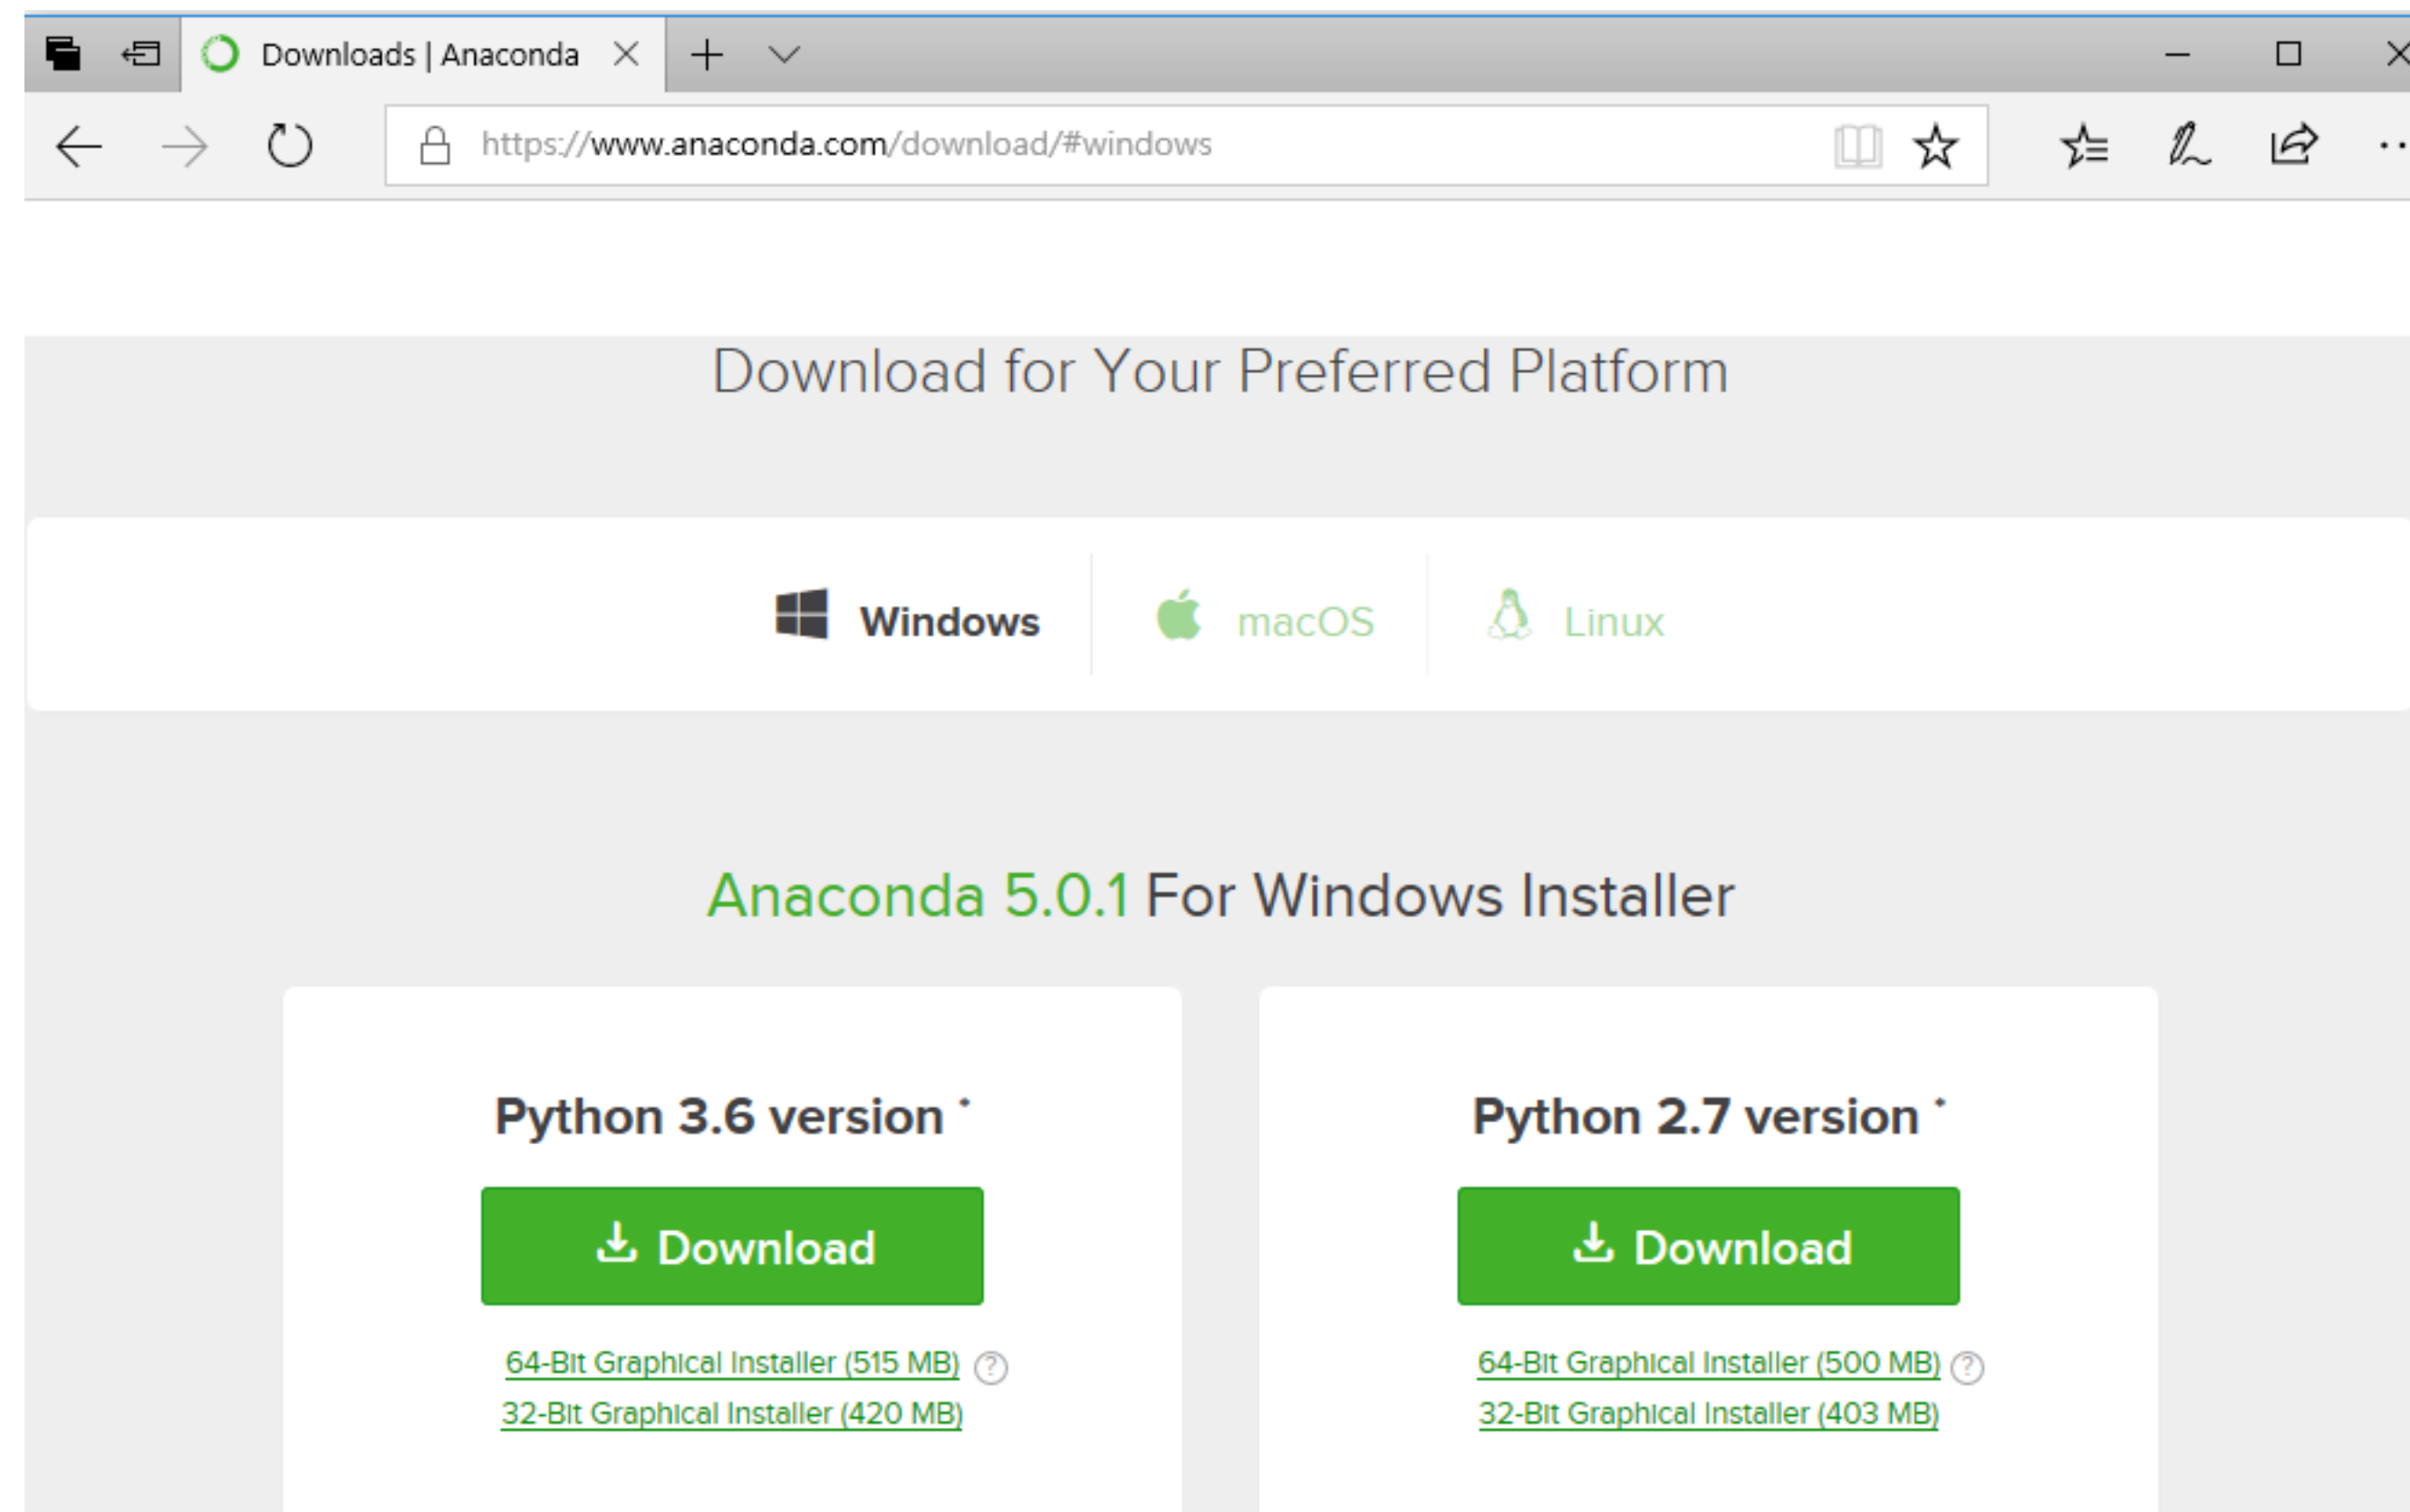 Downloads | Anaconda
https://www.anaconda.com/download/#windows
Download for Your Preferred Platform
Windows macOS Linux
Anaconda 5.0.1 For Windows Installer
Python 3.6 version *
Download
64-Bit Graphical Installer (515 MB) ?
32-Bit Graphical Installer (420 MB)
Python 2.7 version *
Download
64-Bit Graphical Installer (500 MB) ?
32-Bit Graphical Installer (403 MB)